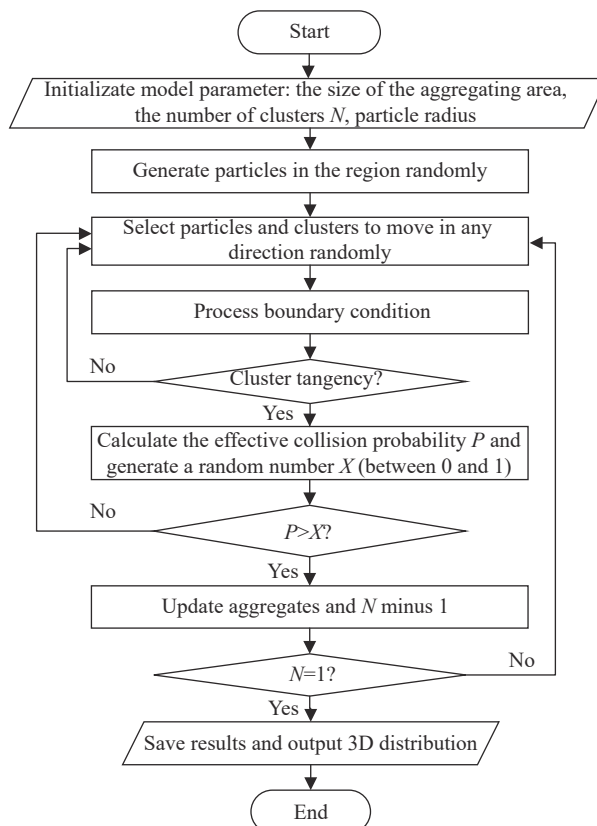 Start
Initializate model parameter: the size of the aggregating area,
the number of clusters N, particle radius
Generate particles in the region randomly
Select particles and clusters to move in any
direction randomly
Process boundary condition
No
Cluster tangency?
Yes
Calculate the effective collision probability P and
generate a random number X (between 0 and 1)
No
P>X?
Yes
Update aggregates and N minus 1
N=1?
No
Yes
Save results and output 3D distribution
End